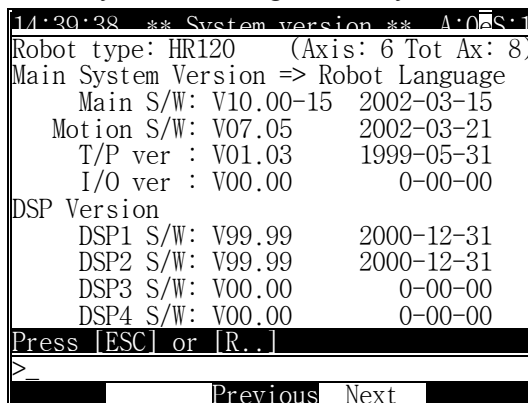 14:39:38 ** System version ** A:0 S:1
Robot type: HR120 (Axis: 6 Tot Ax: 8)
Main System Version => Robot Language
Main S/W: V10.00-15 2002-03-15
Motion S/W: V07.05 2002-03-21
T/P ver : V01.03 1999-05-31
I/O ver : V00.00 0-00-00
DSP Version
DSP1 S/W: V99.99 2000-12-31
DSP2 S/W: V99.99 2000-12-31
DSP3 S/W: V00.00 0-00-00
DSP4 S/W: V00.00 0-00-00
Press [ESC] or [R..]
>_
Previous Next